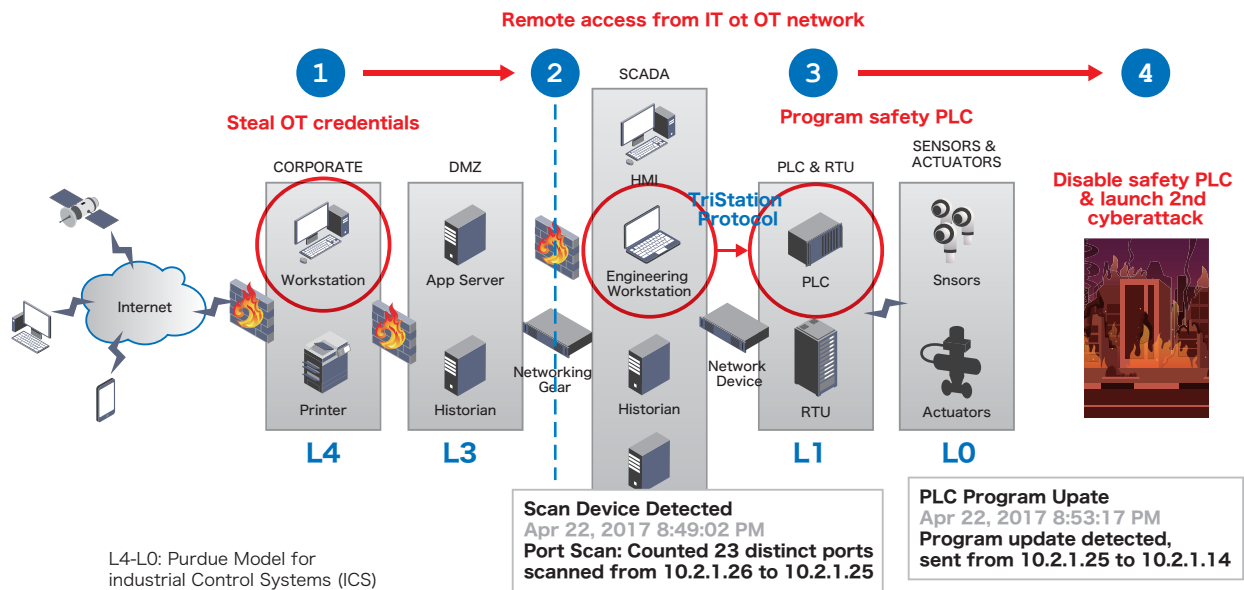 Remote access from IT ot OT network
1
2
3
4
Steal OT credentials
Program safety PLC
Disable safety PLC
& launch 2nd
cyberattack
Internet
CORPORATE
Workstation
Printer
L4
DMZ
App Server
Historian
L3
Networking
Gear
SCADA
HMI
Engineering
Workstation
Historian
TriStation
Protocol
Network
Device
PLC & RTU
PLC
RTU
L1
SENSORS &
ACTUATORS
Snsors
Actuators
L0
Scan Device Detected
Apr 22, 2017 8:49:02 PM
Port Scan: Counted 23 distinct ports
scanned from 10.2.1.26 to 10.2.1.25
PLC Program Upate
Apr 22, 2017 8:53:17 PM
Program update detected,
sent from 10.2.1.25 to 10.2.1.14
L4-L0: Purdue Model for
industrial Control Systems (ICS)